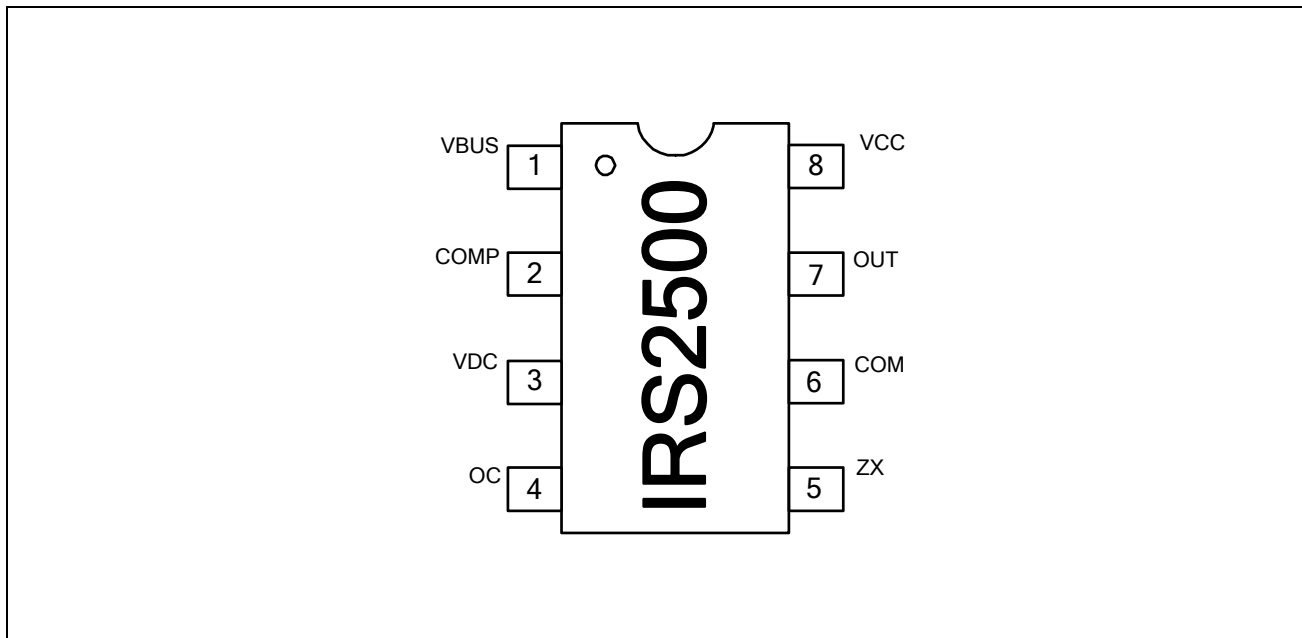 VBUS 1
COMP 2
VDC 3
OC 4
IRS2500
8 VCC
7 OUT
6 COM
5 ZX